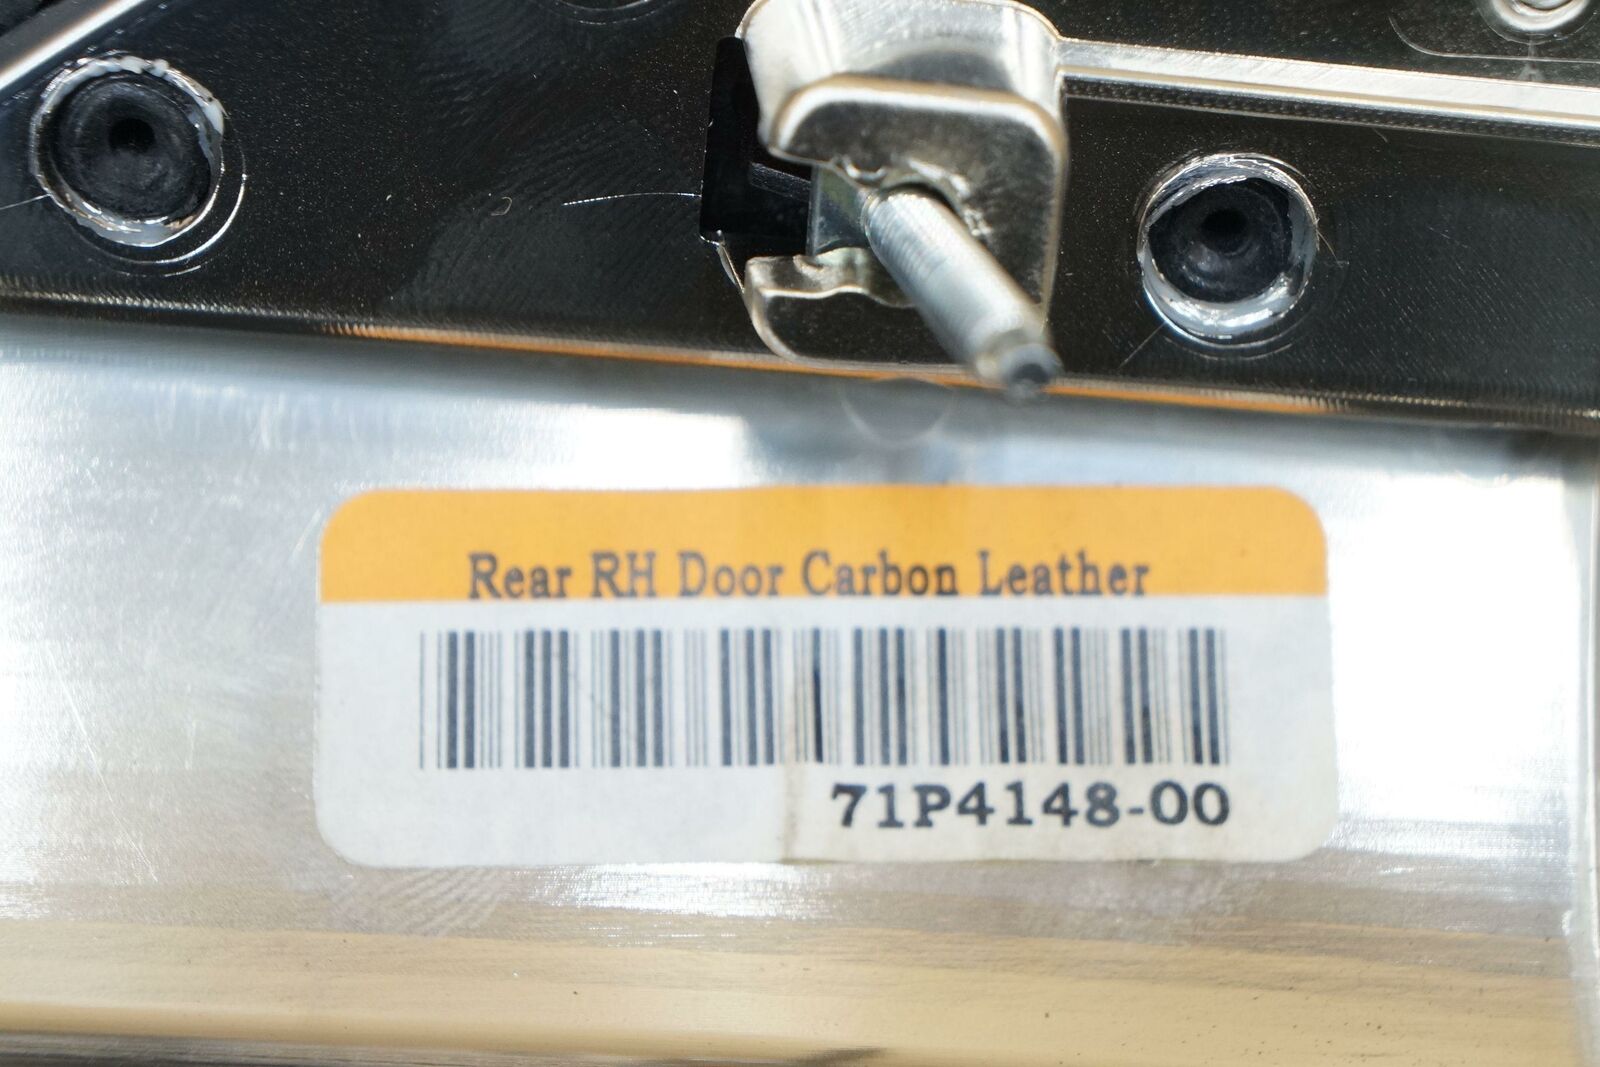 Rear RH Door Carbon Leather
71P4148-00